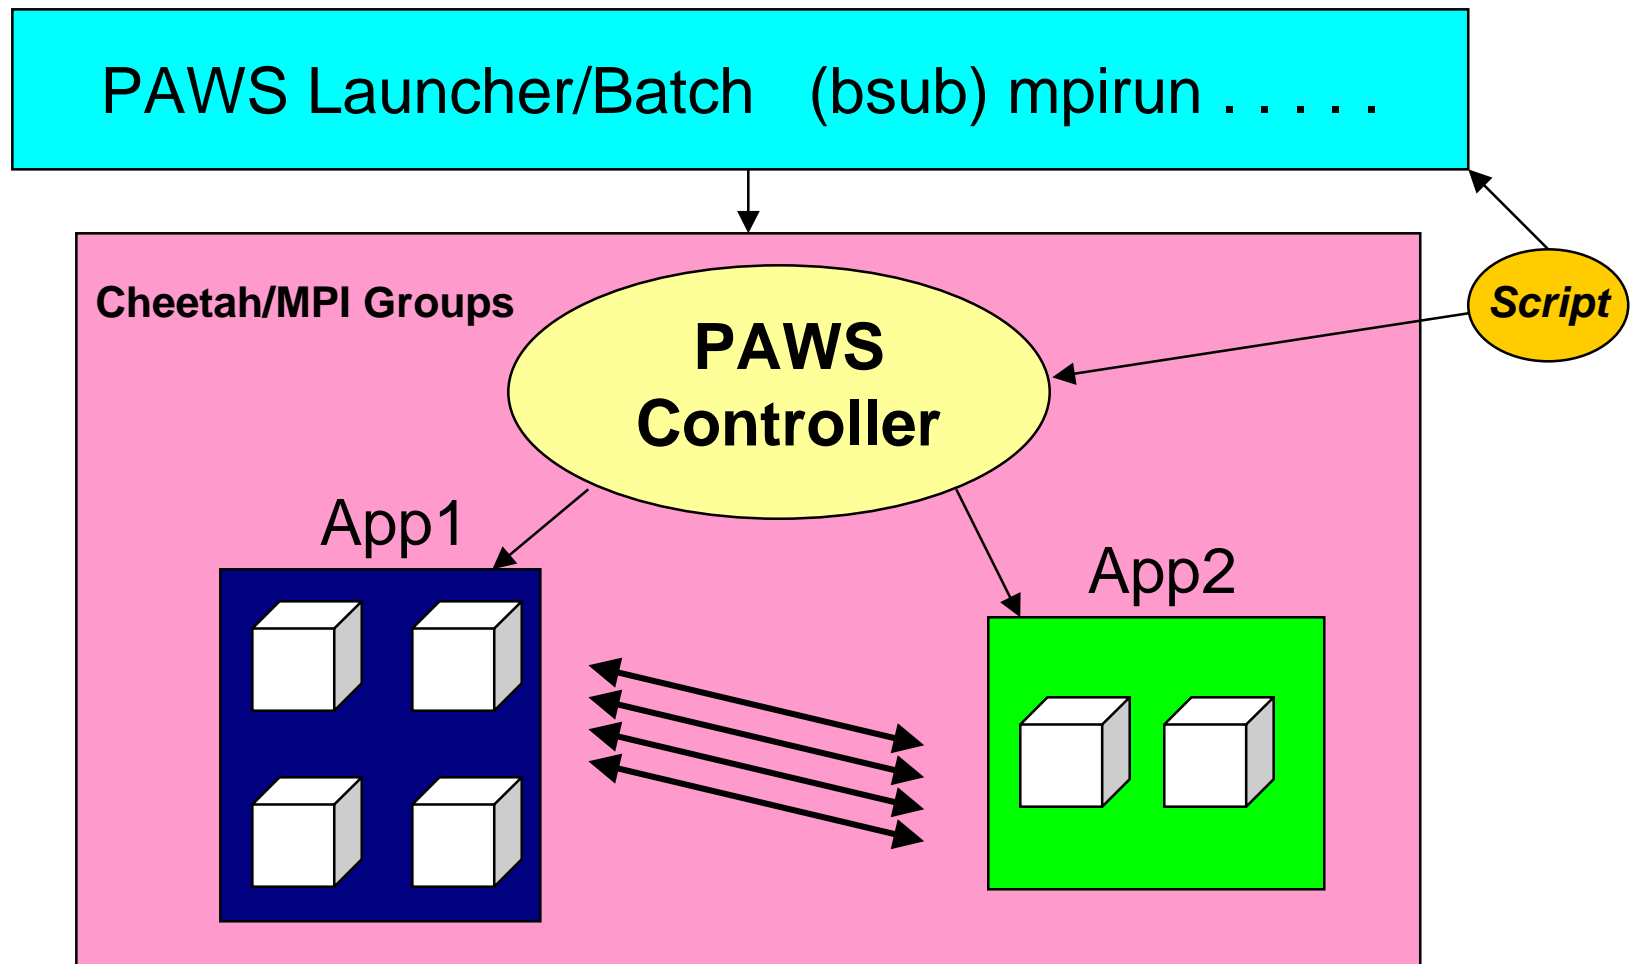 PAWS Launcher/Batch (bsub) mpirun . . . . .
Cheetah/MPI Groups
Script
PAWS
Controller
App1
App2